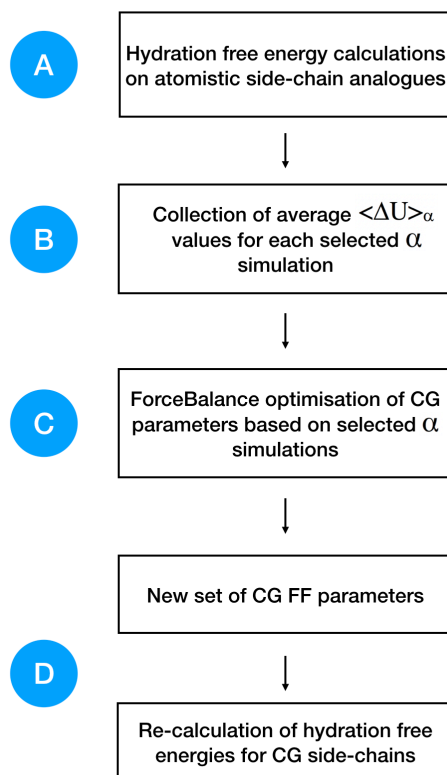 A
Hydration free energy calculations
on atomistic side-chain analogues
B
Collection of average <ΔU>α
values for each selected α
simulation
C
ForceBalance optimisation of CG
parameters based on selected α
simulations
New set of CG FF parameters
D
Re-calculation of hydration free
energies for CG side-chains